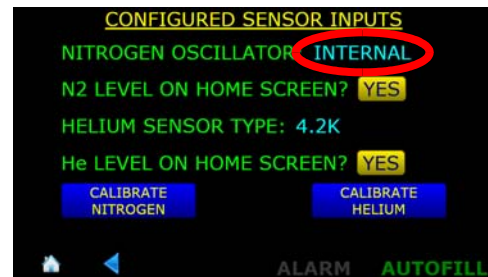 CONFIGURED SENSOR INPUTS
NITROGEN OSCILLATOR INTERNAL
N2 LEVEL ON HOME SCREEN? YES
HELIUM SENSOR TYPE: 4.2K
He LEVEL ON HOME SCREEN? YES
CALIBRATE NITROGEN
CALIBRATE HELIUM
ALARM AUTOFILL